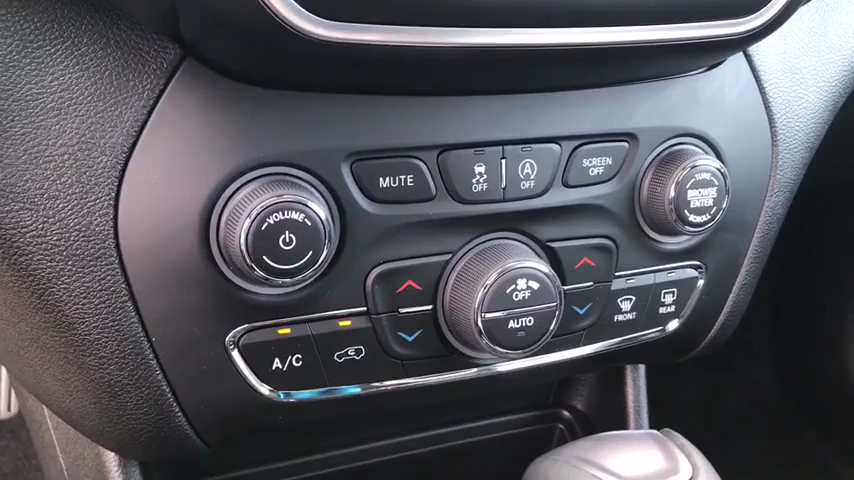 MUTE
OFF
A
OFF
SCREEN
OFF
VOLUME
TUNE
BROWSE
ENTER
SCROLL
OFF
AUTO
FRONT
REAR
A/C